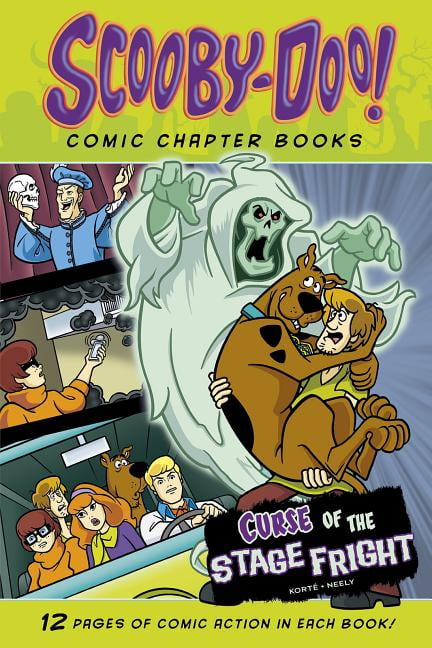 SCOOBY-DOO!
COMIC CHAPTER BOOKS
CURSE OF THE
STAGE FRIGHT
KORTÉ • NEELY
12 PAGES OF COMIC ACTION IN EACH BOOK!